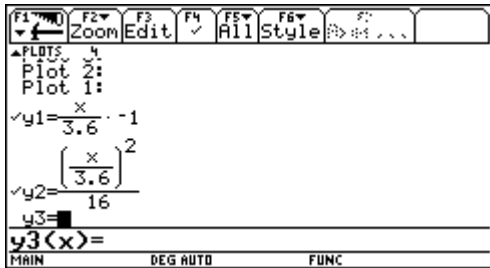 F1 F2 Zoom F3 Edit F4 ✓ F5 All F6 Style
PLOTS 4
Plot 2:
Plot 1:
✓y1=x/3.6·-1
✓y2=(x/3.6)^2/16
y3=
y3(x)=
MAIN DEG AUTO FUNC